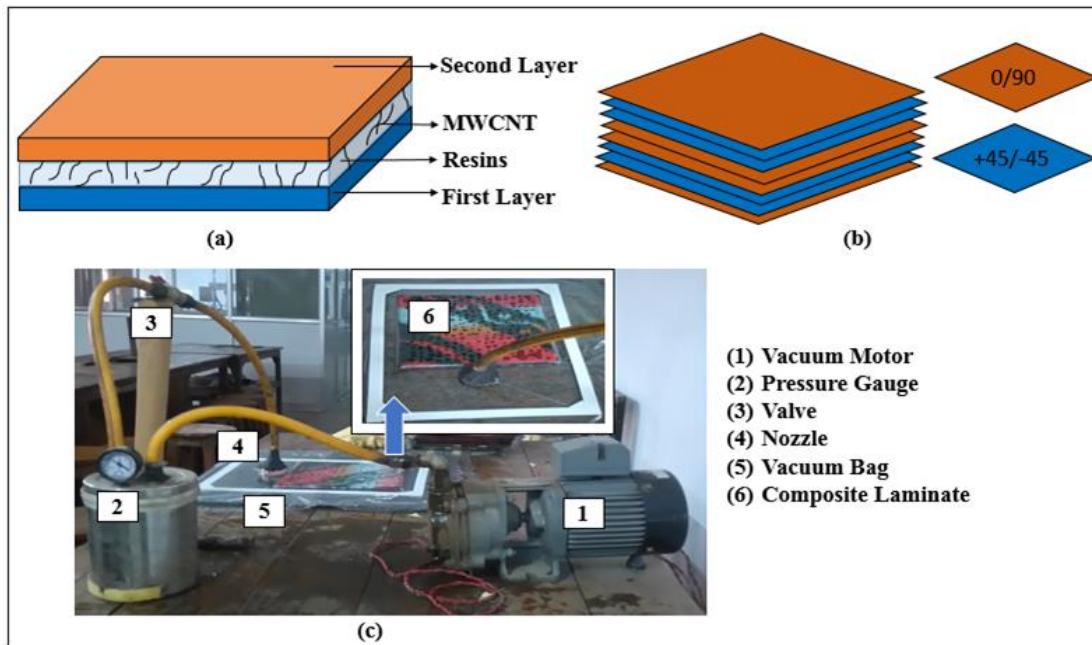 Second Layer
MWCNT
Resins
First Layer
(a)
0/90
+45/-45
(b)
3
6
4
2
5
1
(1) Vacuum Motor
(2) Pressure Gauge
(3) Valve
(4) Nozzle
(5) Vacuum Bag
(6) Composite Laminate
(c)